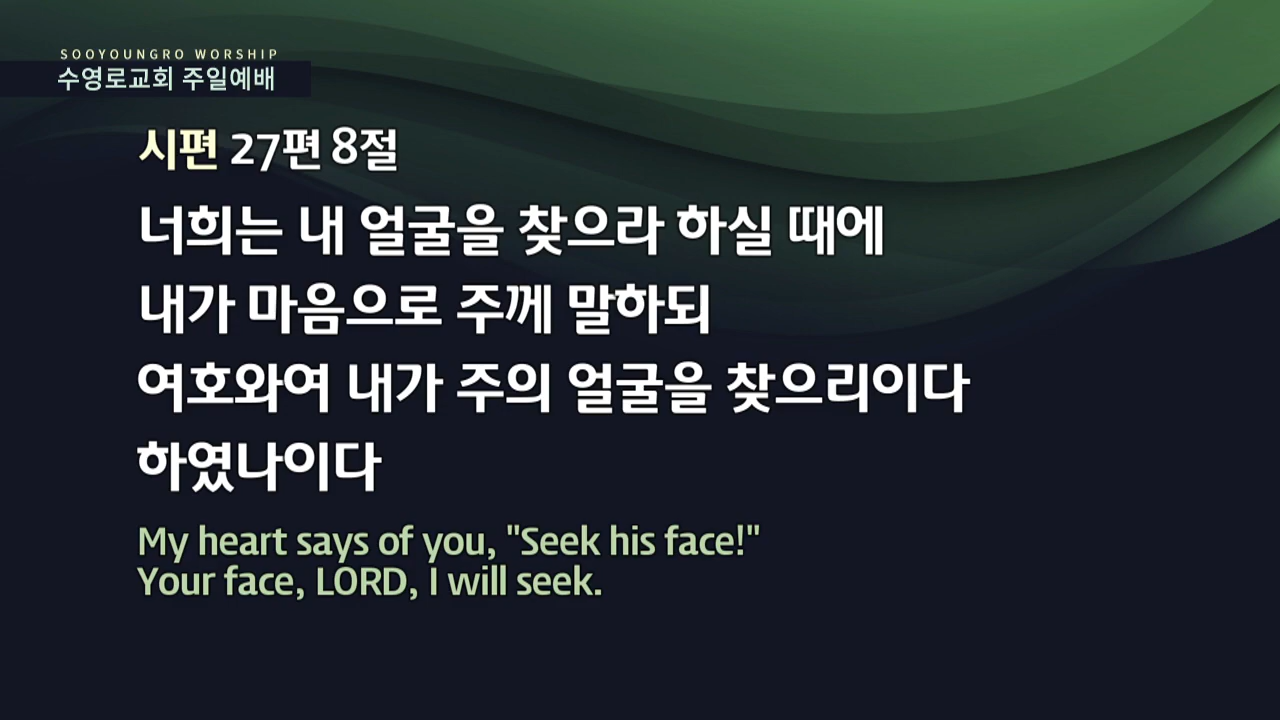 SOOYOUNGRO WORSHIP
수영로교회 주일예배
시편 27편 8절
너희는 내 얼굴을 찾으라 하실 때에
내가 마음으로 주께 말하되
여호와여 내가 주의 얼굴을 찾으리이다
하였나이다
My heart says of you, "Seek his face!"
Your face, LORD, I will seek.